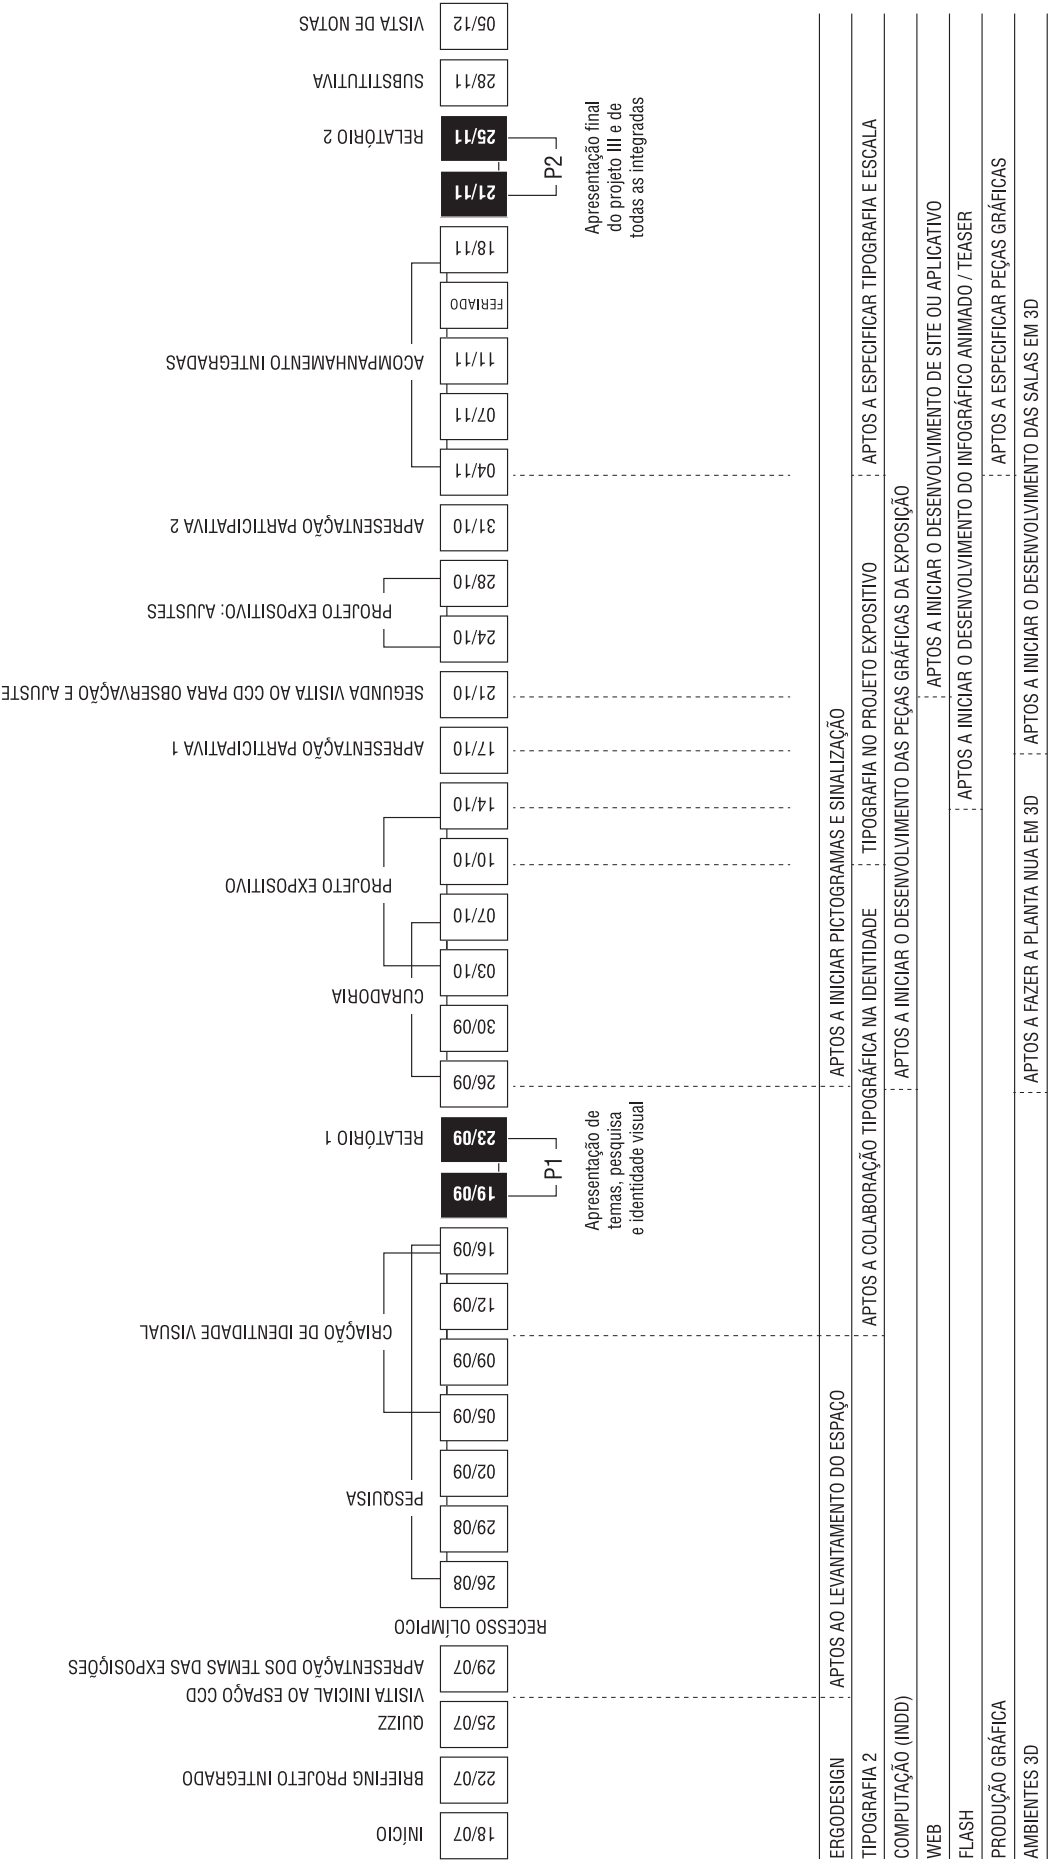 18/07
INÍCIO
22/07
BRIEFING PROJETO INTEGRADO
25/07
QUIZZ
VISITA INICIAL AO ESPAÇO CCD
29/07
APRESENTAÇÃO DOS TEMAS DAS EXPOSIÇÕES
RECESSO OLÍMPICO
26/08
29/08
02/09
05/09
09/09
12/09
16/09
PESQUISA
CRIAÇÃO DE IDENTIDADE VISUAL
19/09
23/09
RELATÓRIO 1
P1
Apresentação de
temas, pesquisa
e identidade visual
26/09
30/09
03/10
07/10
10/10
14/10
CURADORIA
PROJETO EXPOSITIVO
17/10
APRESENTAÇÃO PARTICIPATIVA 1
21/10
SEGUNDA VISITA AO CCD PARA OBSERVAÇÃO E AJUSTE
24/10
28/10
PROJETO EXPOSITIVO: AJUSTES
31/10
APRESENTAÇÃO PARTICIPATIVA 2
04/11
07/11
11/11
FERIADO
18/11
ACOMPANHAMENTO INTEGRADAS
21/11
25/11
RELATÓRIO 2
P2
Apresentação final
do projeto III e de
todas as integradas
28/11
SUBSTITUTIVA
05/12
VISTA DE NOTAS
ERGODESIGN
APTOS AO LEVANTAMENTO DO ESPAÇO
APTOS A INICIAR PICTOGRAMAS E SINALIZAÇÃO
TIPOGRAFIA 2
APTOS A COLABORAÇÃO TIPOGRÁFICA NA IDENTIDADE
TIPOGRAFIA NO PROJETO EXPOSITIVO
APTOS A ESPECIFICAR TIPOGRAFIA E ESCALA
COMPUTAÇÃO (INDD)
APTOS A INICIAR O DESENVOLVIMENTO DAS PEÇAS GRÁFICAS DA EXPOSIÇÃO
WEB
APTOS A INICIAR O DESENVOLVIMENTO DE SITE OU APLICATIVO
FLASH
APTOS A INICIAR O DESENVOLVIMENTO DO INFOGRÁFICO ANIMADO / TEASER
PRODUÇÃO GRÁFICA
APTOS A ESPECIFICAR PEÇAS GRÁFICAS
AMBIENTES 3D
APTOS A FAZER A PLANTA NUA EM 3D
APTOS A INICIAR O DESENVOLVIMENTO DAS SALAS EM 3D